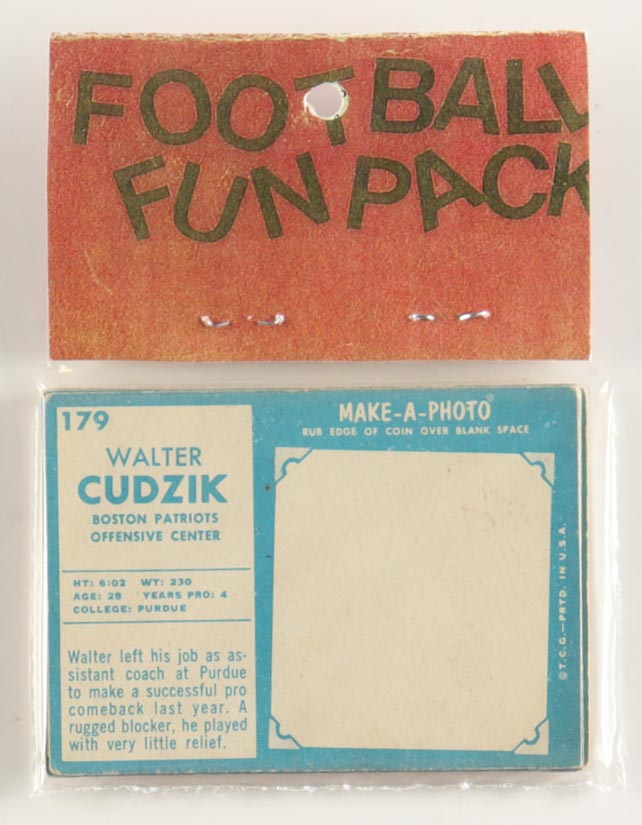 FOOTBALL
FUN PACK
179
WALTER
CUDZIK
BOSTON PATRIOTS
OFFENSIVE CENTER
HT: 6:02 WT: 230
AGE: 28 YEARS PRO: 4
COLLEGE: PURDUE
Walter left his job as as-
sistant coach at Purdue
to make a successful pro
comeback last year. A
rugged blocker, he played
with very little relief.
MAKE-A-PHOTO®
RUB EDGE OF COIN OVER BLANK SPACE
©T.C.G.—PRTD. IN U.S.A.